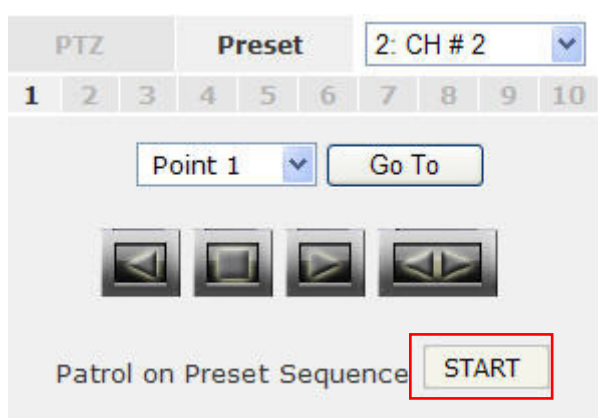 PTZ Preset 2: CH # 2
1 2 3 4 5 6 7 8 9 10
Point 1 Go To
Patrol on Preset Sequence START